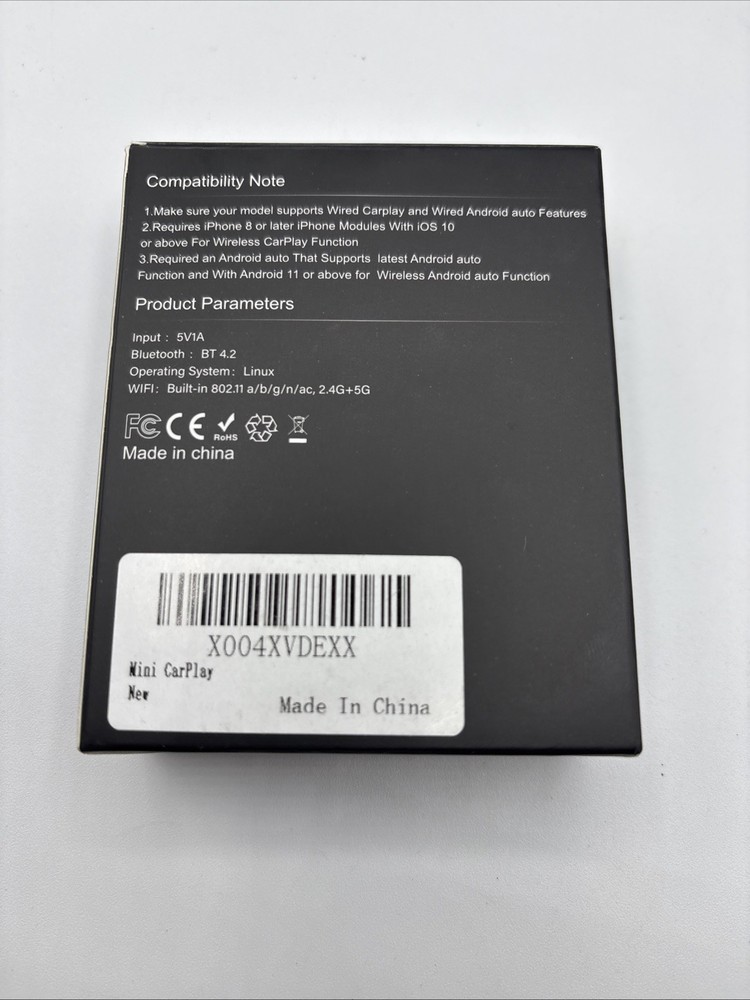 Compatibility Note
1.Make sure your model supports Wired Carplay and Wired Android auto Features
2.Requires iPhone 8 or later iPhone Modules With iOS 10
or above For Wireless CarPlay Function
3.Required an Android auto That Supports latest Android auto
Function and With Android 11 or above for Wireless Android auto Function
Product Parameters
Input : 5V1A
Bluetooth : BT 4.2
Operating System: Linux
WIFI: Built-in 802.11 a/b/g/n/ac, 2.4G+5G
FC CE RoHS
Made in china
X004XVDEXX
Mini CarPlay
New
Made In China